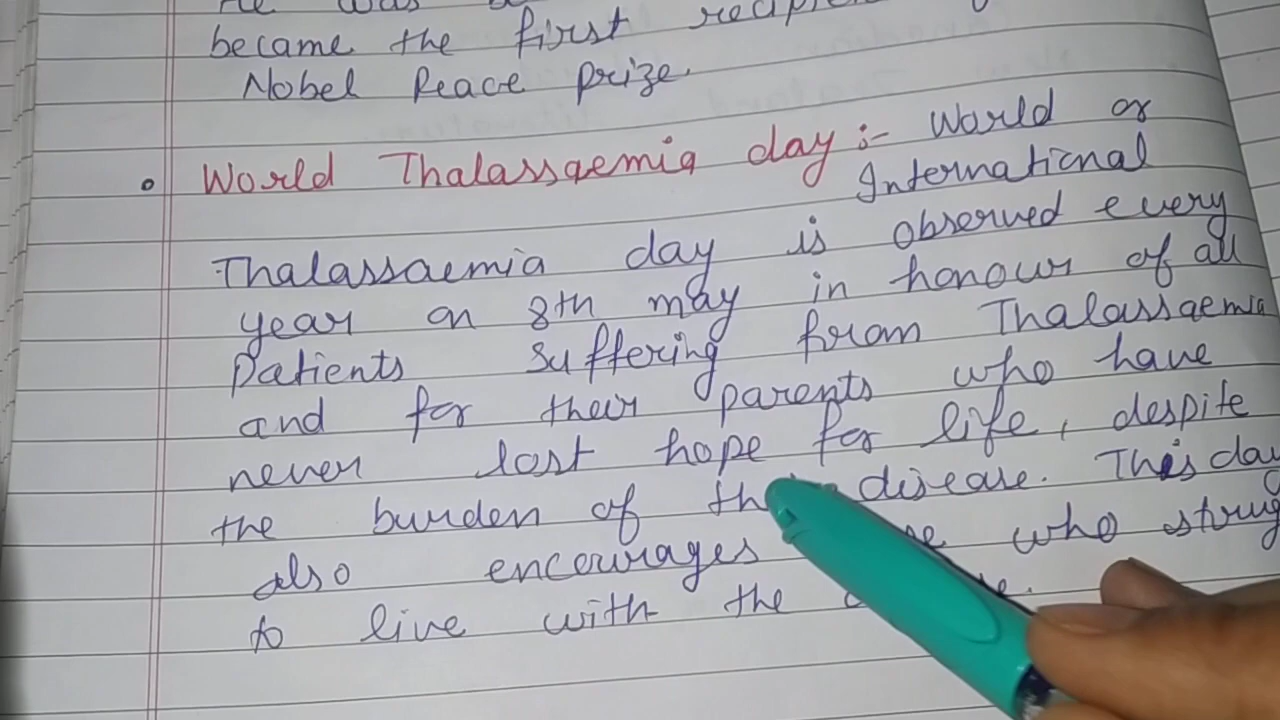 became the first
Nobel Peace prize.
World Thalassaemia day :- World or
International
Thalassaemia day is observed every
year on 8th may in honour of all
patients suffering from Thalassaemia
and for their parents who have
never lost hope for life, despite
the burden of disease. This day
also encourages who
to live with the